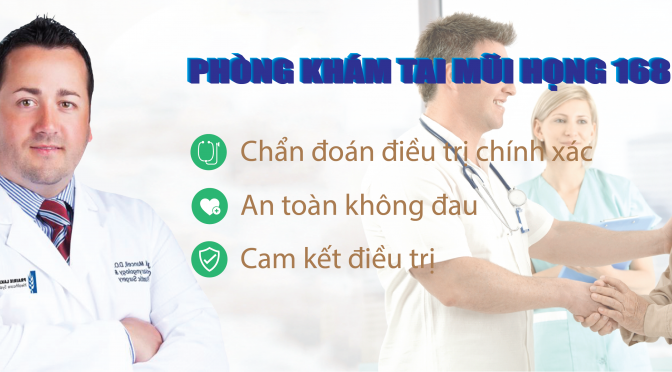 PHÒNG KHÁM TAI MŨI HỌNG 168
Chẩn đoán điều trị chính xác
An toàn không đau
Cam kết điều trị